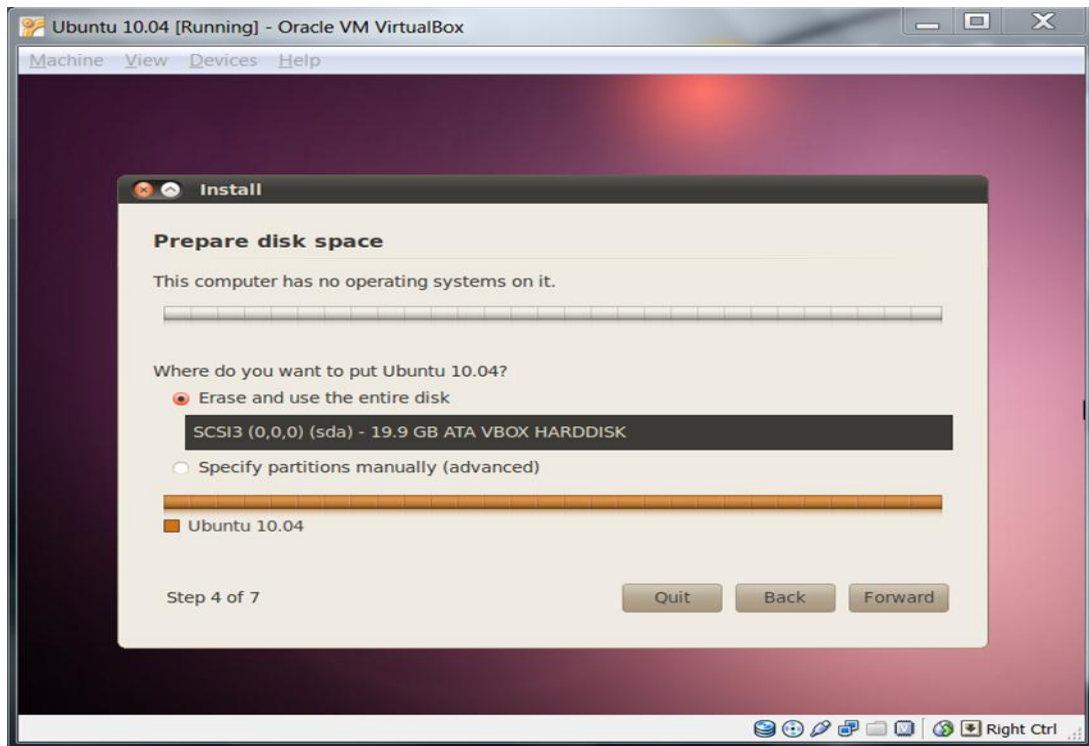 Ubuntu 10.04 [Running] - Oracle VM VirtualBox
Machine View Devices Help
Install
Prepare disk space
This computer has no operating systems on it.
Where do you want to put Ubuntu 10.04?
Erase and use the entire disk
SCSI3 (0,0,0) (sda) - 19.9 GB ATA VBOX HARDDISK
Specify partitions manually (advanced)
Ubuntu 10.04
Step 4 of 7
Quit Back Forward
Right Ctrl